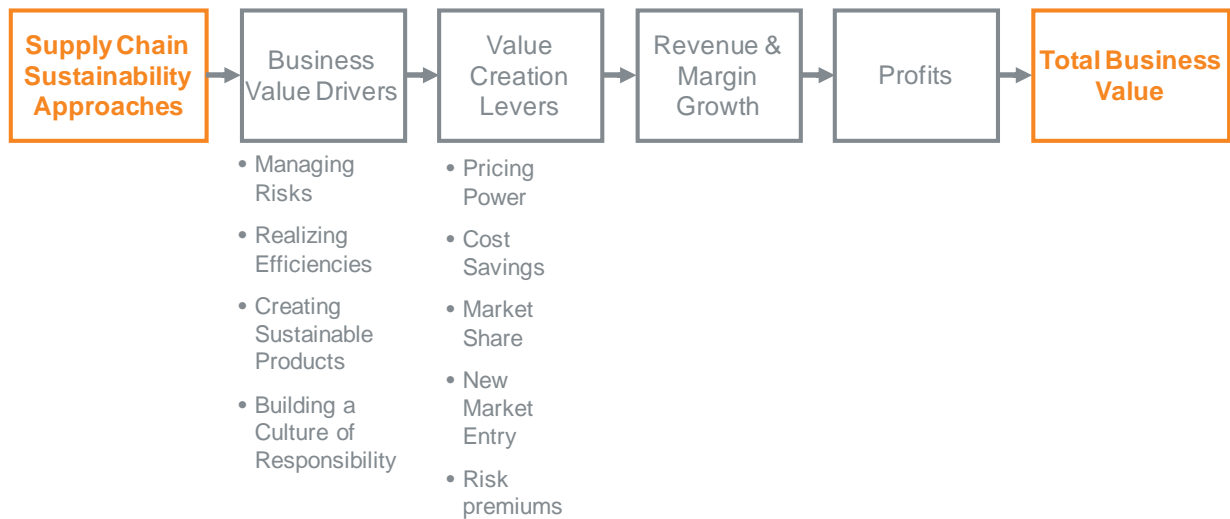 Supply Chain
Sustainability
Approaches
Business
Value Drivers
Value
Creation
Levers
Revenue &
Margin
Growth
Profits
Total Business
Value
• Managing
Risks
• Realizing
Efficiencies
• Creating
Sustainable
Products
• Building a
Culture of
Responsibility
• Pricing
Power
• Cost
Savings
• Market
Share
• New
Market
Entry
• Risk
premiums